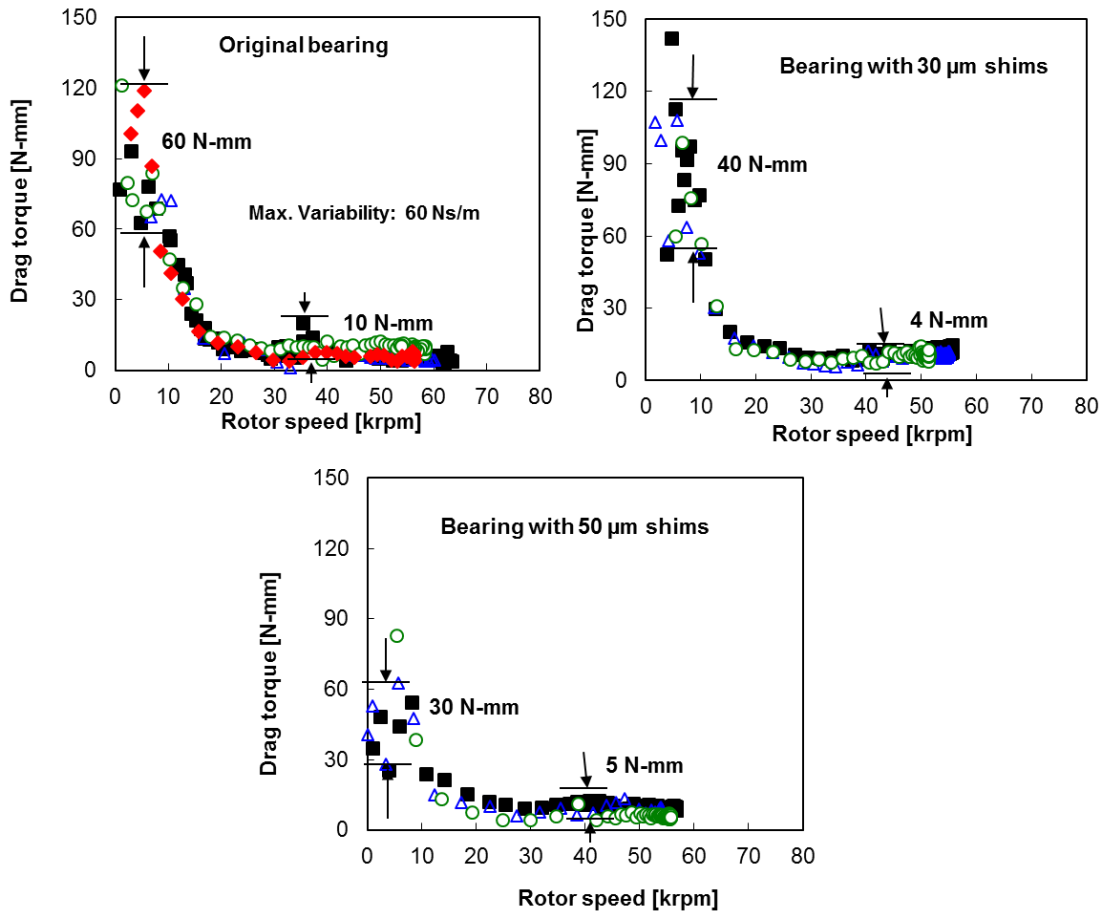 Original bearing
Drag torque [N-mm]
150
120
90
60
30
0
60 N-mm
Max. Variability: 60 Ns/m
10 N-mm
0 10 20 30 40 50 60 70 80
Rotor speed [krpm]
Bearing with 30 µm shims
Drag torque [N-mm]
150
120
90
60
30
0
40 N-mm
4 N-mm
0 10 20 30 40 50 60 70 80
Rotor speed [krpm]
Bearing with 50 µm shims
Drag torque [N-mm]
150
120
90
60
30
0
30 N-mm
5 N-mm
0 10 20 30 40 50 60 70 80
Rotor speed [krpm]